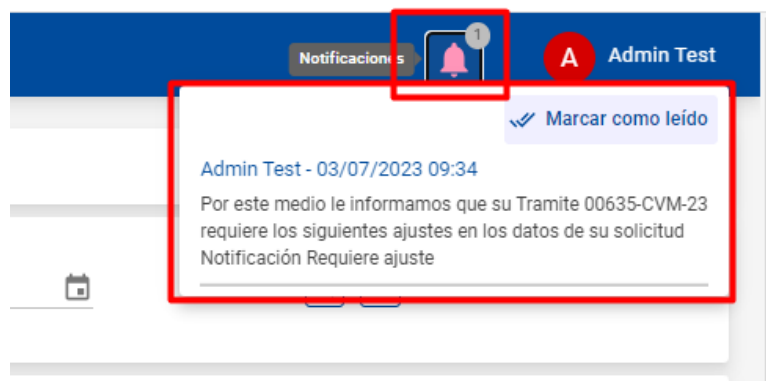 Notificaciones
1
A
Admin Test
Marcar como leído
Admin Test - 03/07/2023 09:34
Por este medio le informamos que su Tramite 00635-CVM-23
requiere los siguientes ajustes en los datos de su solicitud
Notificación Requiere ajuste